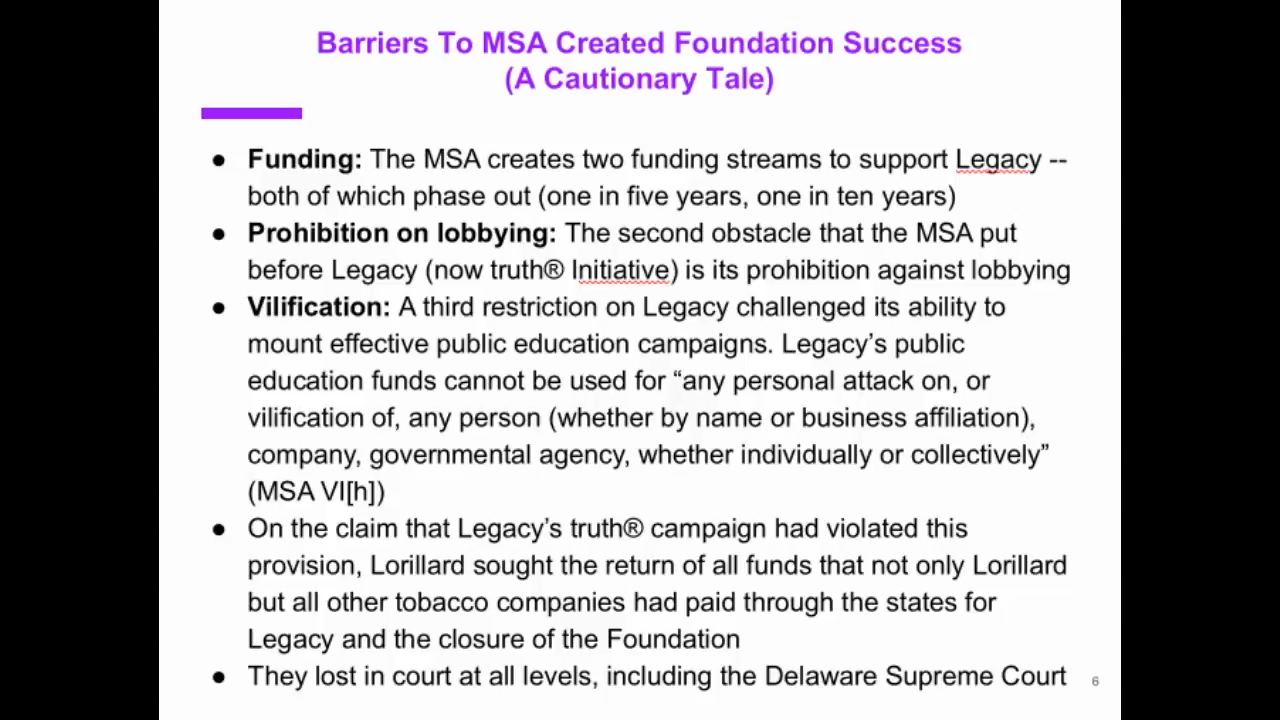 Barriers To MSA Created Foundation Success
(A Cautionary Tale)
● Funding: The MSA creates two funding streams to support Legacy --
both of which phase out (one in five years, one in ten years)
● Prohibition on lobbying: The second obstacle that the MSA put
before Legacy (now truth® Initiative) is its prohibition against lobbying
● Vilification: A third restriction on Legacy challenged its ability to
mount effective public education campaigns. Legacy’s public
education funds cannot be used for “any personal attack on, or
vilification of, any person (whether by name or business affiliation),
company, governmental agency, whether individually or collectively”
(MSA VI[h])
● On the claim that Legacy’s truth® campaign had violated this
provision, Lorillard sought the return of all funds that not only Lorillard
but all other tobacco companies had paid through the states for
Legacy and the closure of the Foundation
● They lost in court at all levels, including the Delaware Supreme Court
6